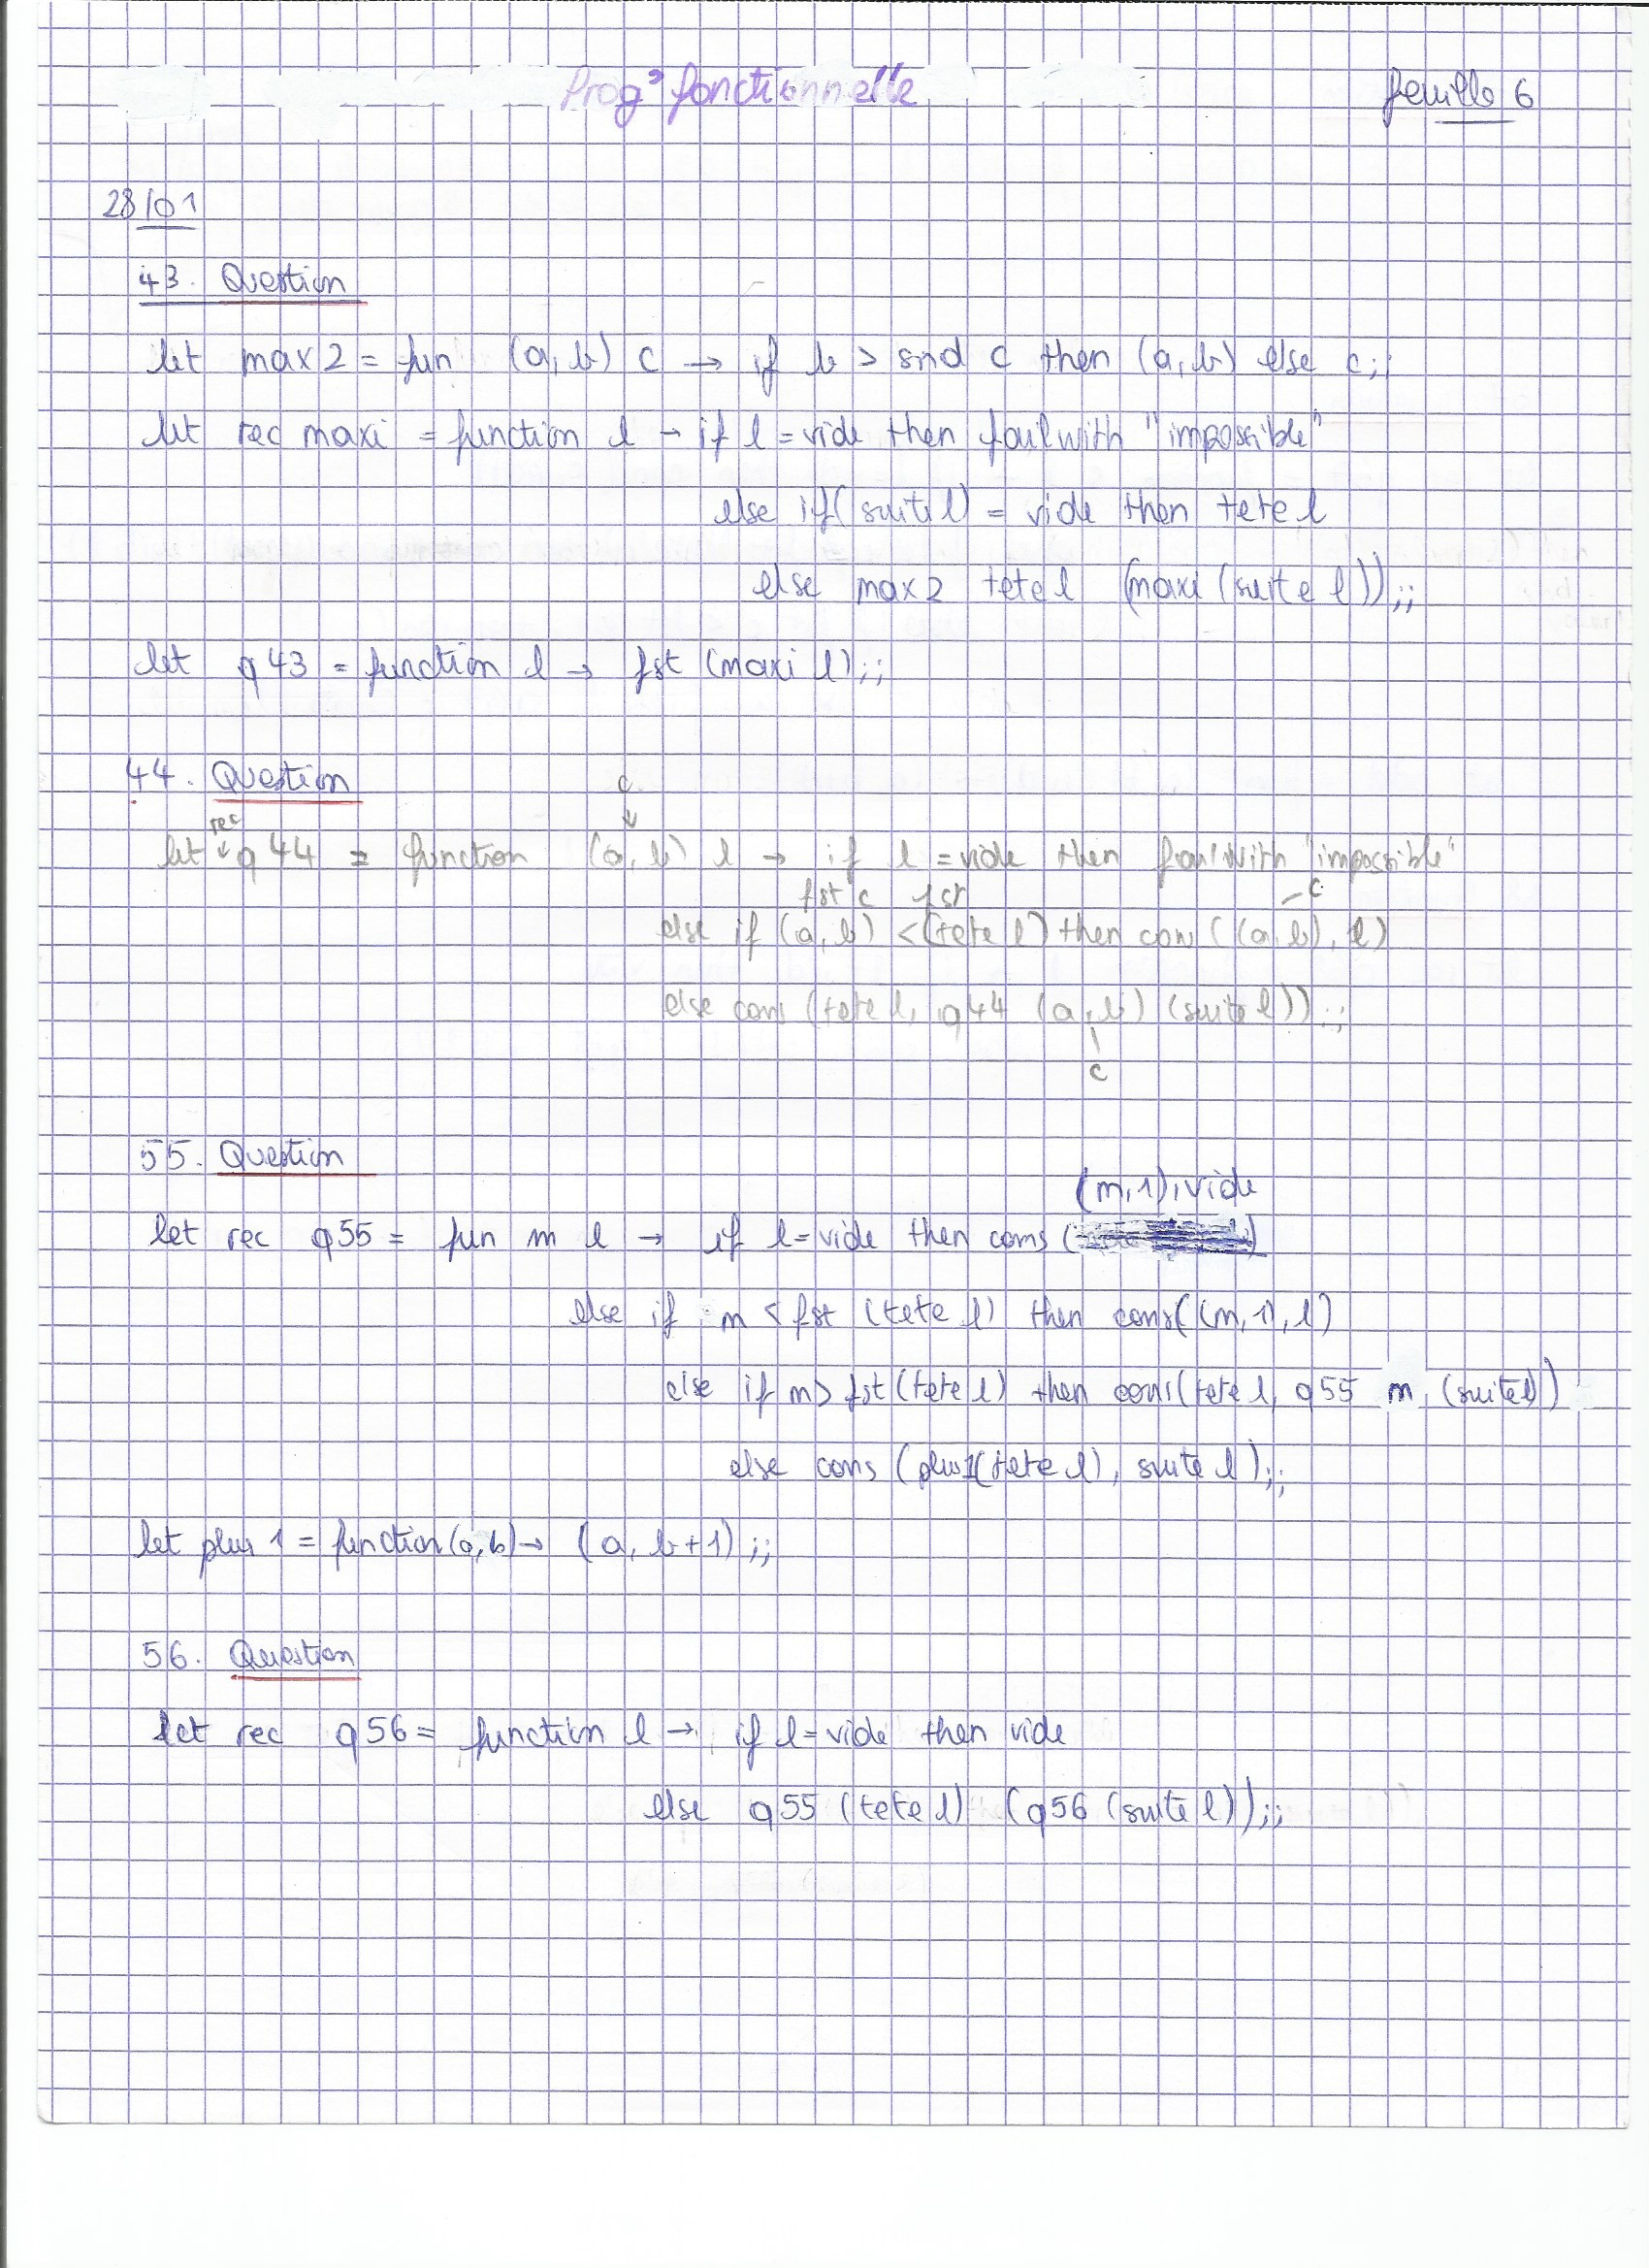 Prog° fonctionnelle
feuille 6
28/01
43. Question
let max2 = fun (a, b) c → if b > snd c then (a, b) else c;;
let rec maxi = function l → if l = vide then failwith "impossible"
else if (suite l) = vide then tete l
else max2 tete l (maxi (suite l));;
let q43 = function l → fst (maxi l);;
44. Question
c
rec ↓
let ↓ q44 = function (a, b) l → if l = vide then failwith "impossible"
fst c fst c
else if (a, b) < (tete l) then cons ((a, b), l)
else cons (tete l, q44 (a, b) (suite l));;
c
55. Question
(m, 1), vide
let rec q55 = fun m l → if l = vide then cons (
else if m < fst (tete l) then cons((m, 1), l)
else if m > fst (tete l) then cons(tete l, q55 m (suite l))
else cons (plus1(tete l), suite l);;
let plus 1 = function(a, b) → (a, b+1);;
56. Question
let rec q56 = function l → if l = vide then vide
else q55 (tete l) (q56 (suite l));;